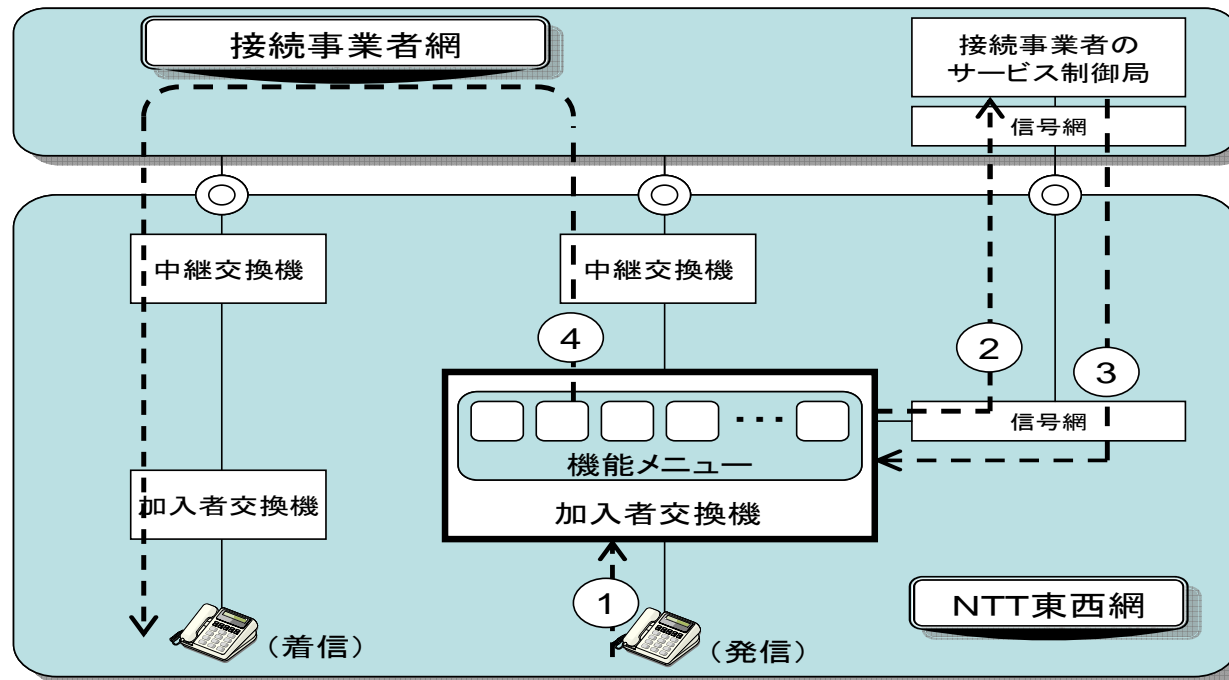 接続事業者網
接続事業者の
サービス制御局
信号網
中継交換機
中継交換機
4
2
3
機能メニュー
信号網
加入者交換機
加入者交換機
1
(着信)
(発信)
NTT東西網